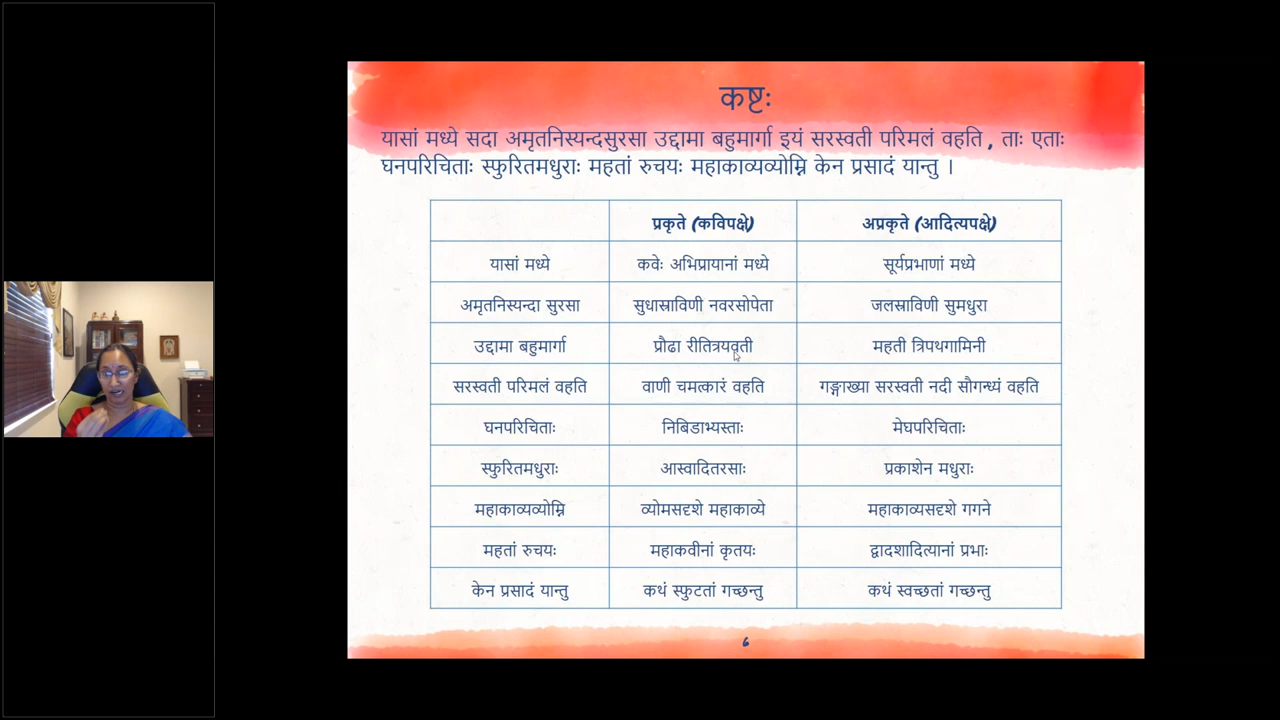 कष्टः
यासां मध्ये सदा अमृतनिस्यन्दसुरसा उद्दामा बहुमार्गा इयं सरस्वती परिमलं वहति , ताः एताः
घनपरिचिताः स्फुरितमधुराः महतां रुचयः महाकाव्यव्योम्नि केन प्रसादं यान्तु ।
प्रकृते (कविपक्षे) अप्रकृते (आदित्यपक्षे)
यासां मध्ये कवेः अभिप्रायानां मध्ये सूर्यप्रभाणां मध्ये
अमृतनिस्यन्दा सुरसा सुधास्राविणी नवरसोपेता जलस्राविणी सुमधुरा
उद्दामा बहुमार्गा प्रौढा रीतित्रयवती महती त्रिपथगामिनी
सरस्वती परिमलं वहति वाणी चमत्कारं वहति गङ्गाख्या सरस्वती नदी सौगन्ध्यं वहति
घनपरिचिताः निबिडाभ्यस्ताः मेघपरिचिताः
स्फुरितमधुराः आस्वादितरसाः प्रकाशेन मधुराः
महाकाव्यव्योम्नि व्योमसदृशे महाकाव्ये महाकाव्यसदृशे गगने
महतां रुचयः महाकवीनां कृतयः द्वादशादित्यानां प्रभाः
केन प्रसादं यान्तु कथं स्फुटतां गच्छन्तु कथं स्वच्छतां गच्छन्तु
6